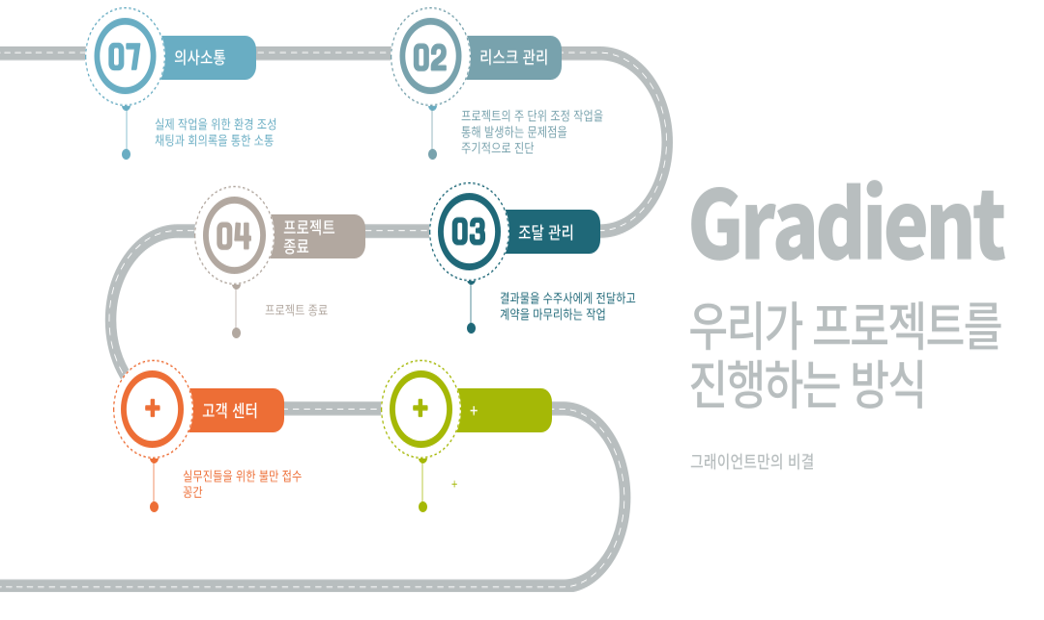 07
의사소통
실제 작업을 위한 환경 조성
채팅과 회의록을 통한 소통
02
리스크 관리
프로젝트의 주 단위 조정 작업을
통해 발생하는 문제점을
주기적으로 진단
04
프로젝트
종료
프로젝트 종료
03
조달 관리
결과물을 수주사에게 전달하고
계약을 마무리하는 작업
+
고객 센터
실무진들을 위한 불만 접수
꽁간
+
+
+
Gradient
우리가 프로젝트를
진행하는 방식
그래이언트만의 비결